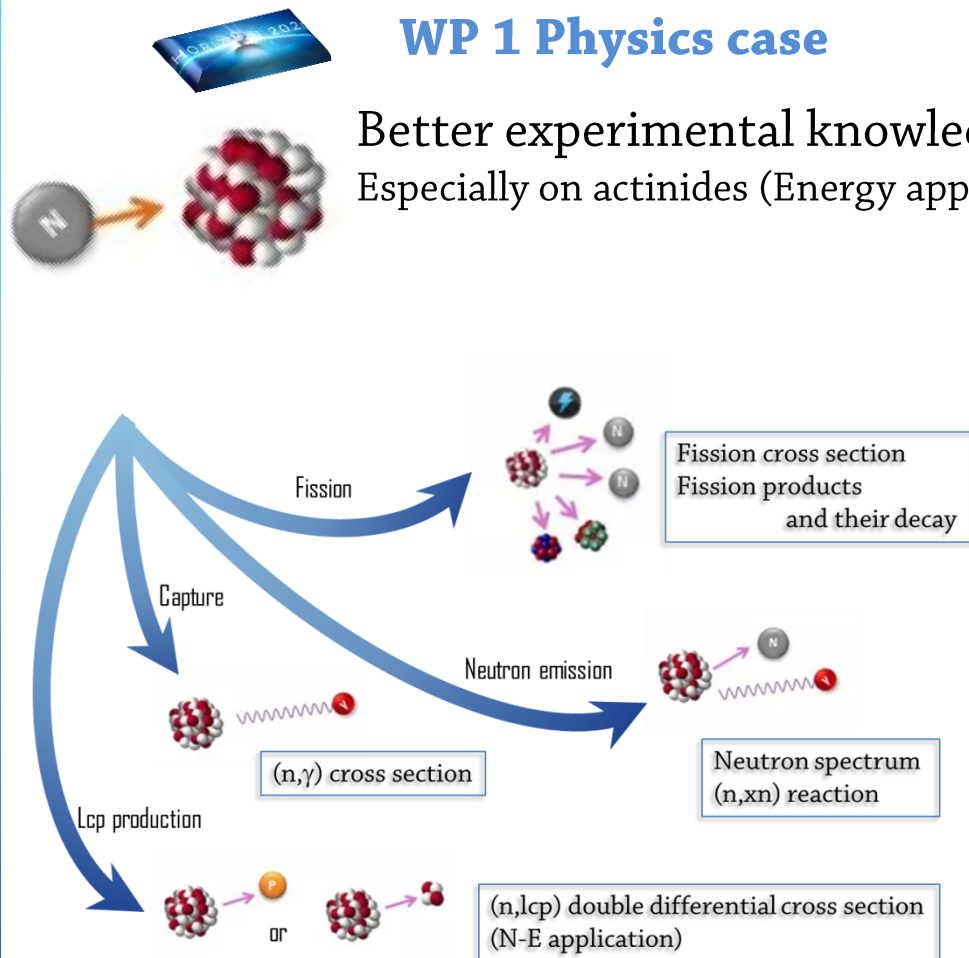 HORIZON 202
WP 1 Physics case
Better experimental knowle
Especially on actinides (Energy app
N
Fission
N
N
Fission cross section
Fission products
and their decay
Capture
Neutron emission
N
γ
γ
(n,γ) cross section
Neutron spectrum
(n,xn) reaction
Lcp production
P
or
(n,lcp) double differential cross section
(N-E application)